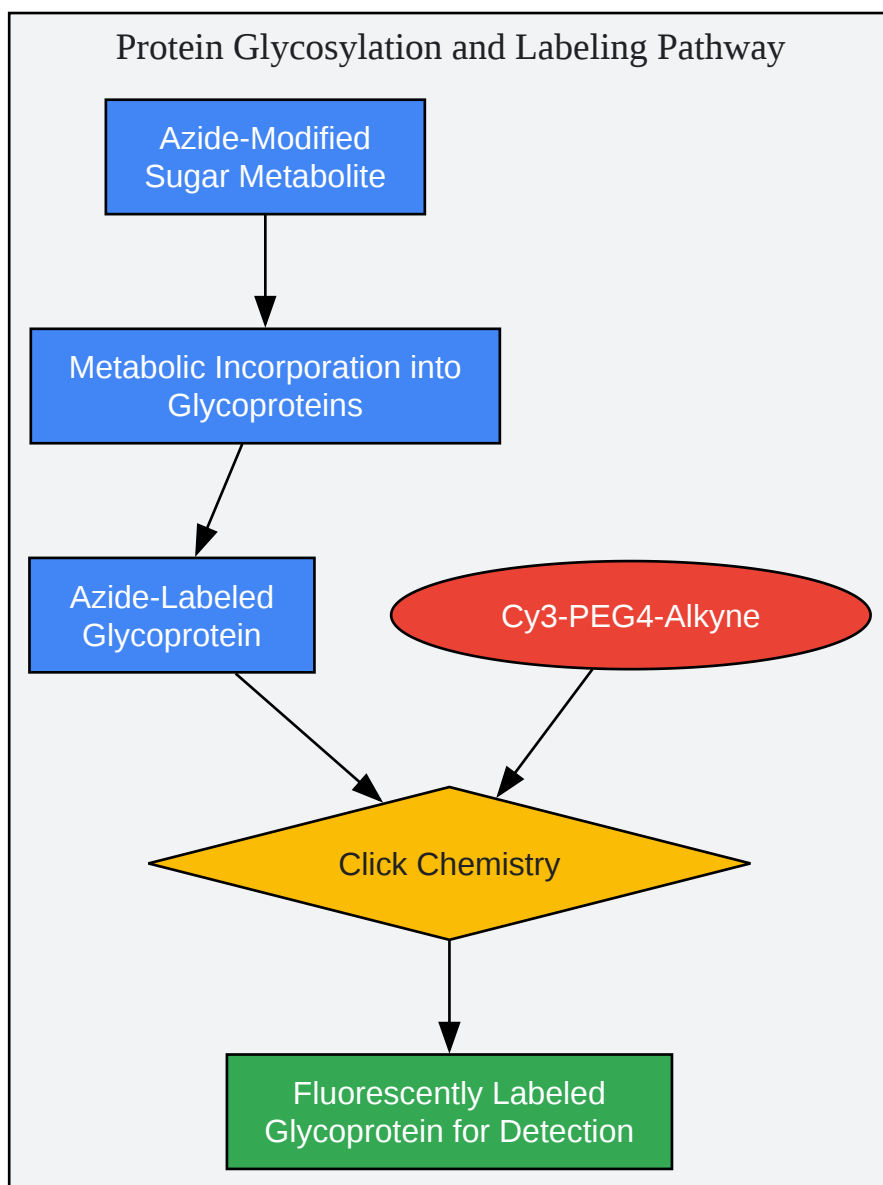 Protein Glycosylation and Labeling Pathway
Azide-Modified
Sugar Metabolite
Metabolic Incorporation into
Glycoproteins
Azide-Labeled
Glycoprotein
Cy3-PEG4-Alkyne
Click Chemistry
Fluorescently Labeled
Glycoprotein for Detection